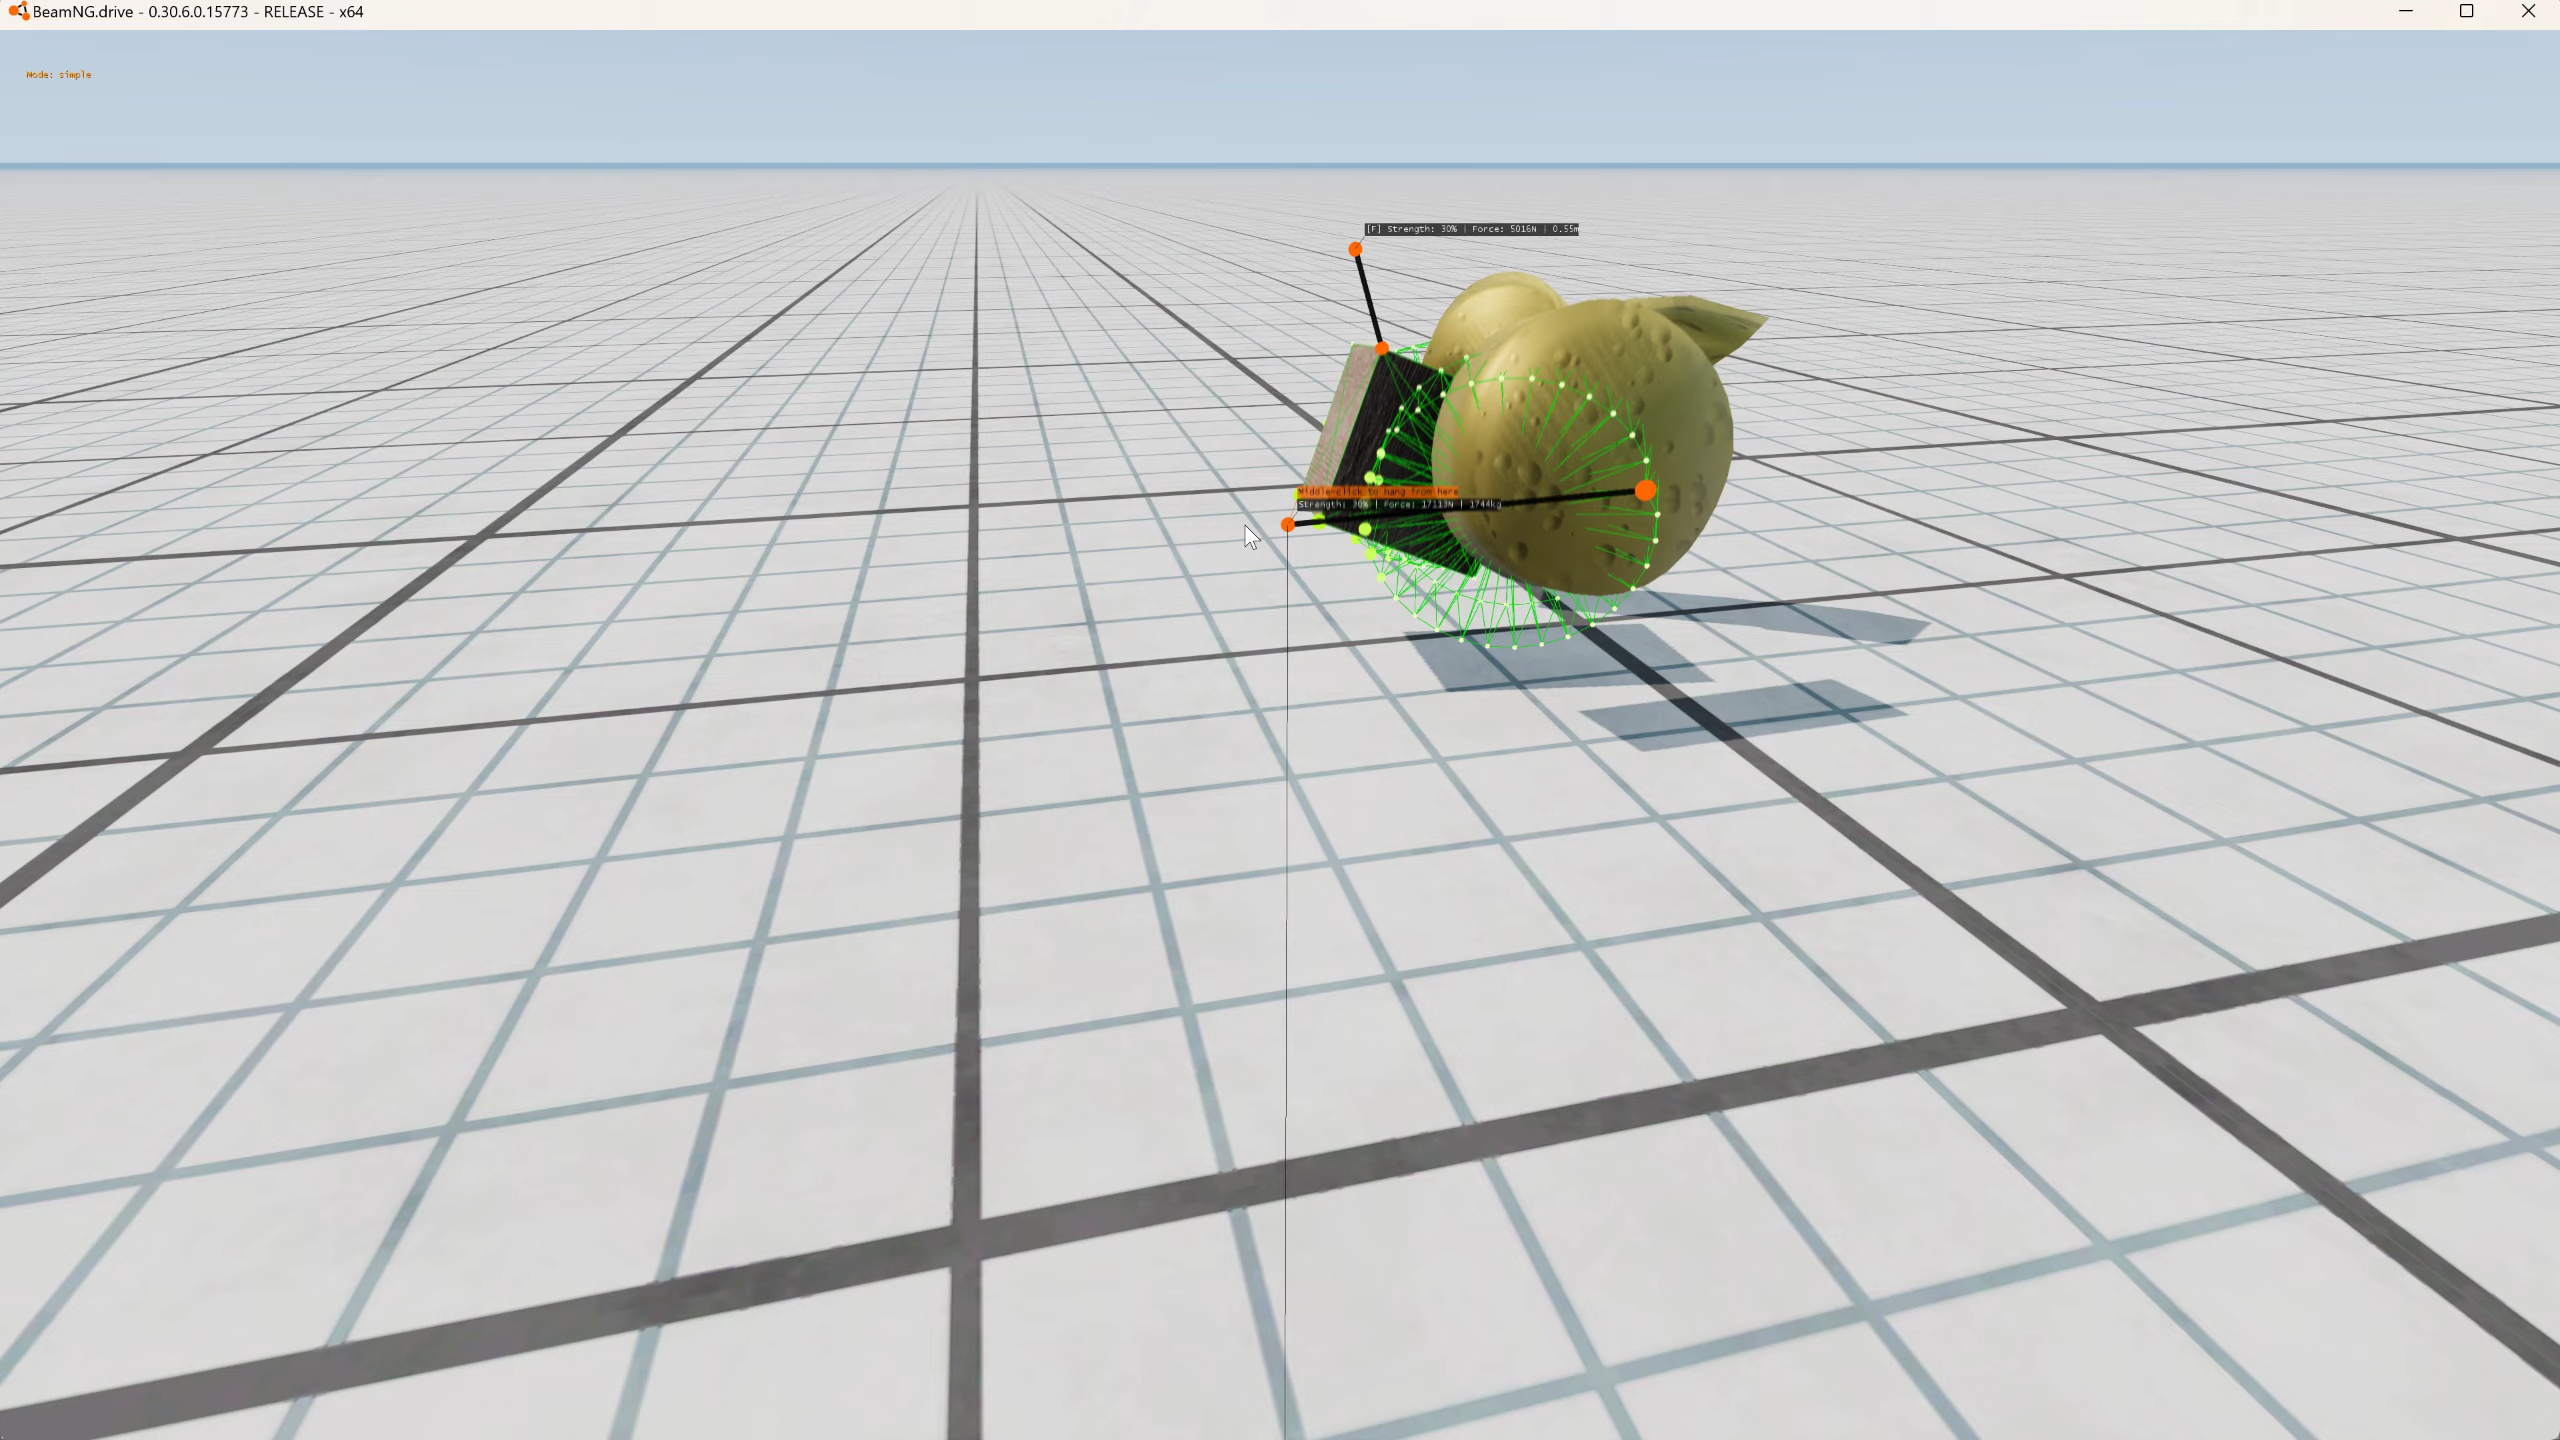 BeamNG.drive - 0.30.6.0.15773 - RELEASE - x64
Mode: simple
[F] Strength: 30% | Force: 5016N | 0.55m
Middle-click to hang from here
Strength: 30% | Force: 17113N | 1744kg